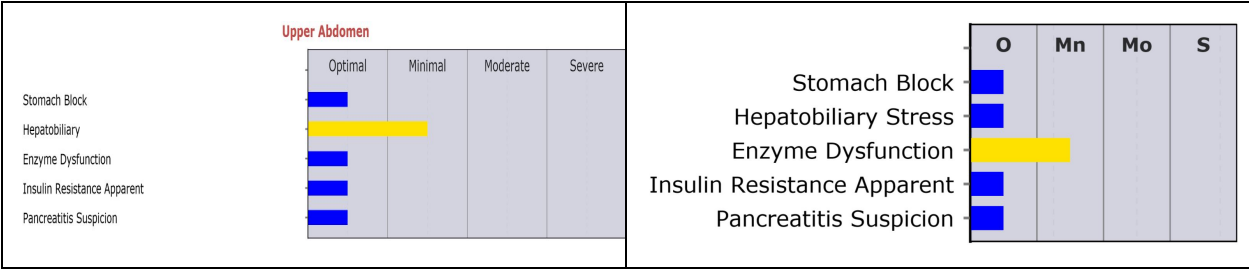 Upper Abdomen
Optimal Minimal Moderate Severe
Stomach Block
Hepatobiliary
Enzyme Dysfunction
Insulin Resistance Apparent
Pancreatitis Suspicion
O Mn Mo S
Stomach Block
Hepatobiliary Stress
Enzyme Dysfunction
Insulin Resistance Apparent
Pancreatitis Suspicion